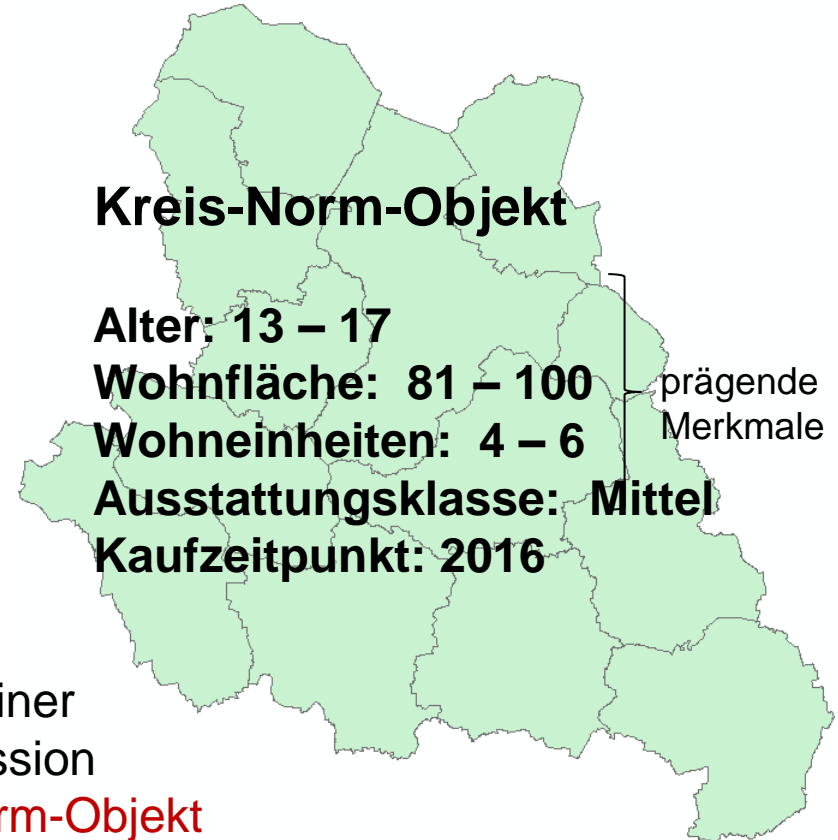 Kreis-Norm-Objekt
Alter: 13 – 17
Wohnfläche:  81 – 100
Wohneinheiten:  4 – 6
Ausstattungsklasse:  Mittel
Kaufzeitpunkt: 2016
prägende
Merkmale
iner
ssion
rm-Objekt